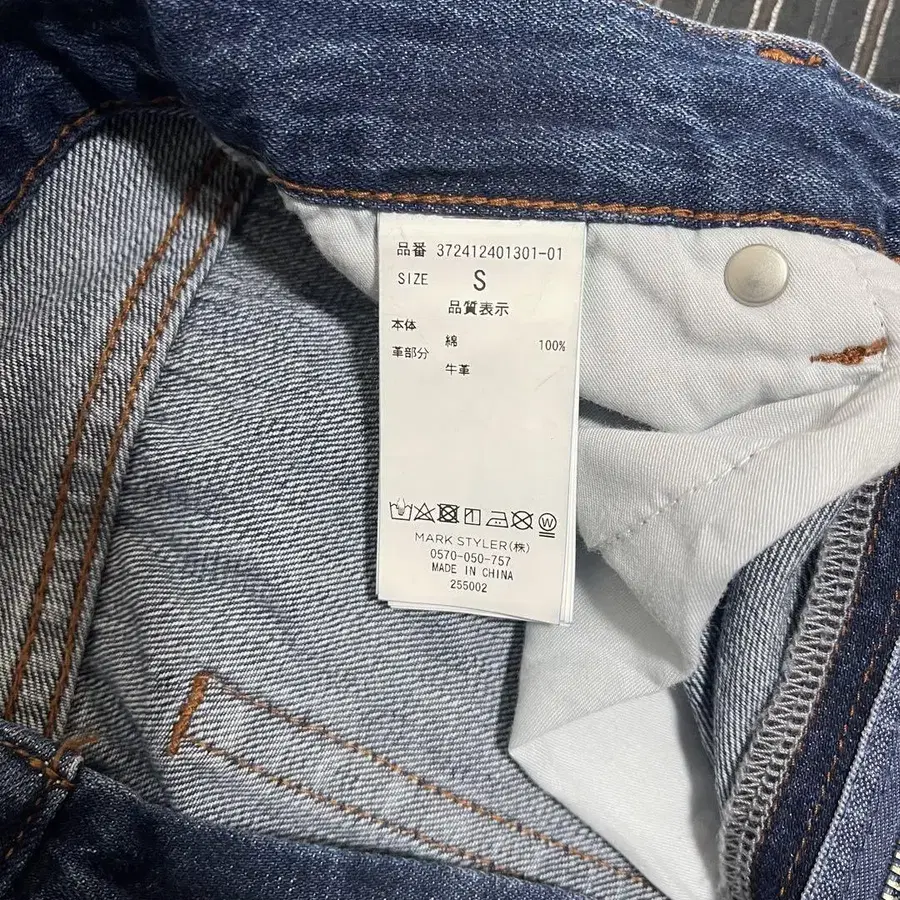 品番 372412401301-01
SIZE S
品質表示
本体 綿 100%
革部分 牛革
MARK STYLER(株)
0570-050-757
MADE IN CHINA
255002